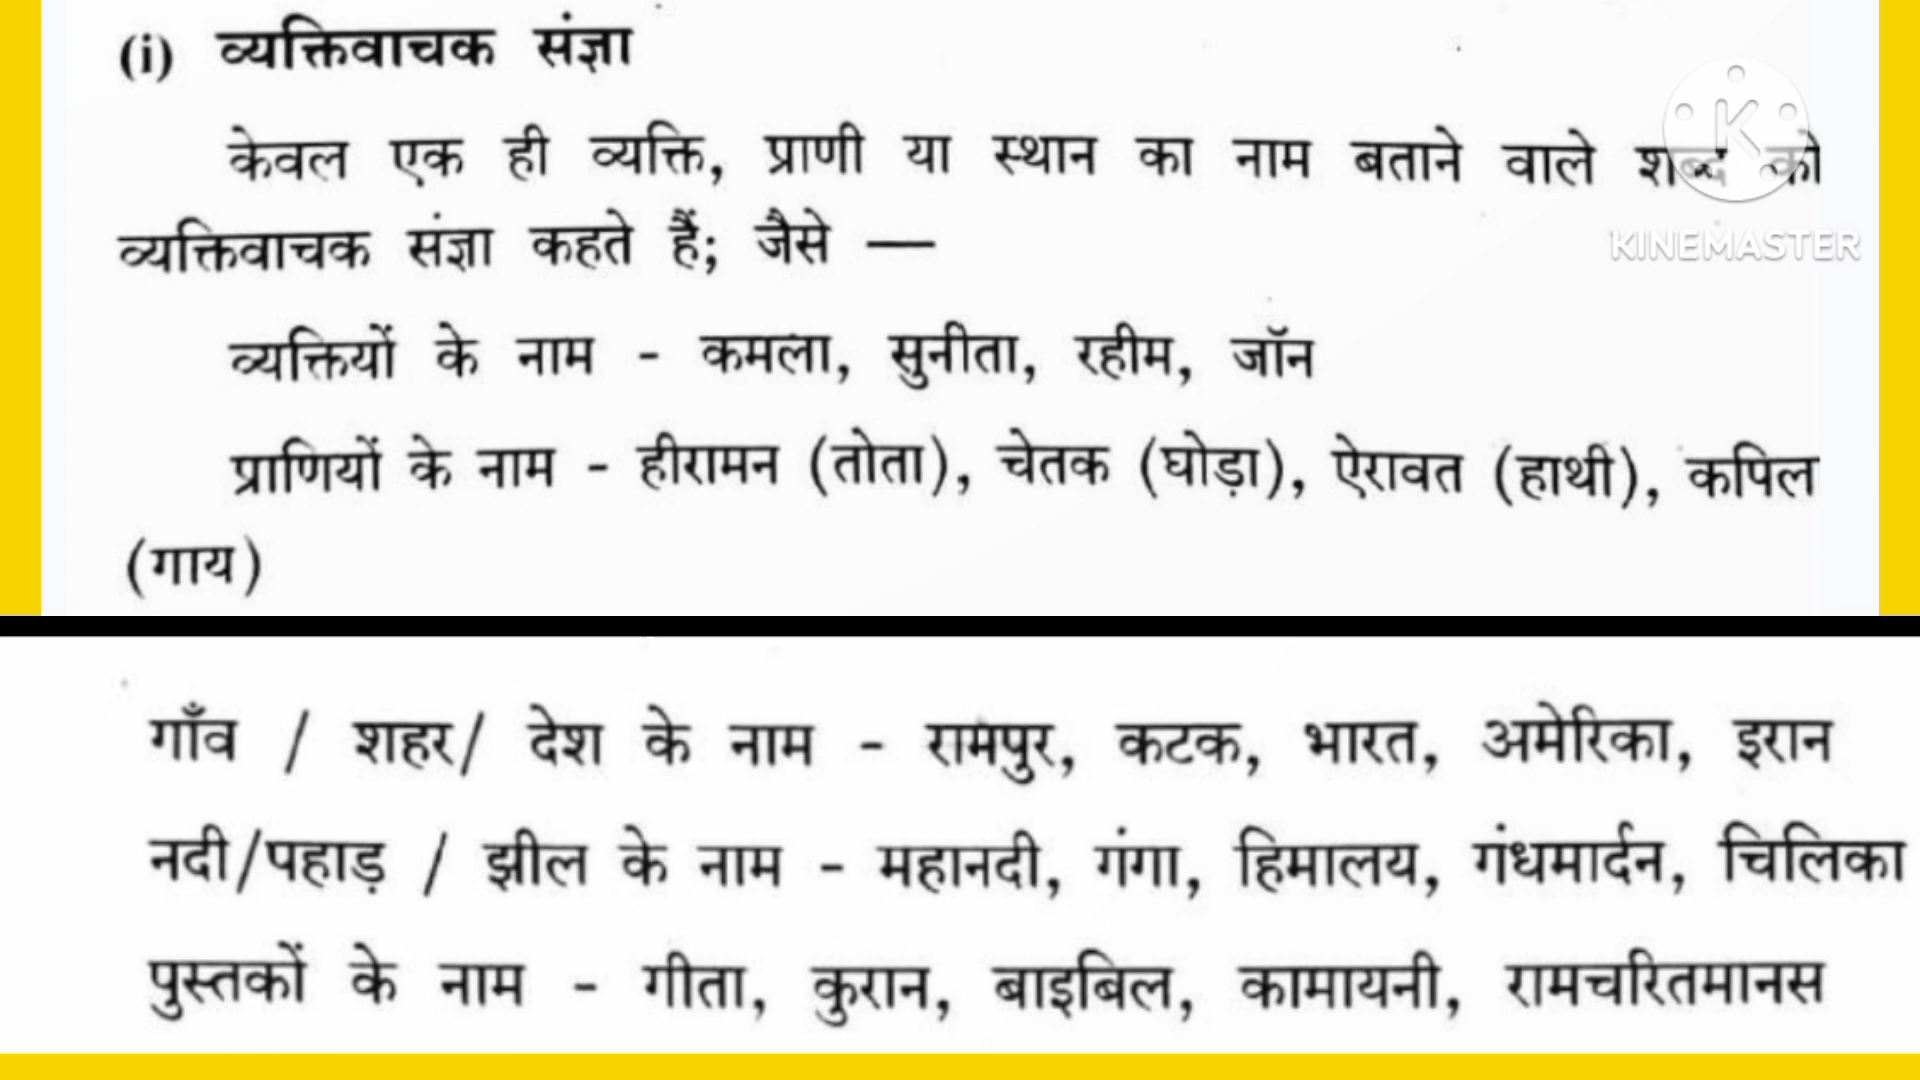 (i) व्यक्तिवाचक संज्ञा
केवल एक ही व्यक्ति, प्राणी या स्थान का नाम बताने वाले शब्द को
व्यक्तिवाचक संज्ञा कहते हैं; जैसे —
KINEMASTER
व्यक्तियों के नाम - कमला, सुनीता, रहीम, जॉन
प्राणियों के नाम - हीरामन (तोता), चेतक (घोड़ा), ऐरावत (हाथी), कपिल
(गाय)
गाँव / शहर/ देश के नाम - रामपुर, कटक, भारत, अमेरिका, इरान
नदी/पहाड़ / झील के नाम - महानदी, गंगा, हिमालय, गंधमार्दन, चिलिका
पुस्तकों के नाम - गीता, कुरान, बाइबिल, कामायनी, रामचरितमानस